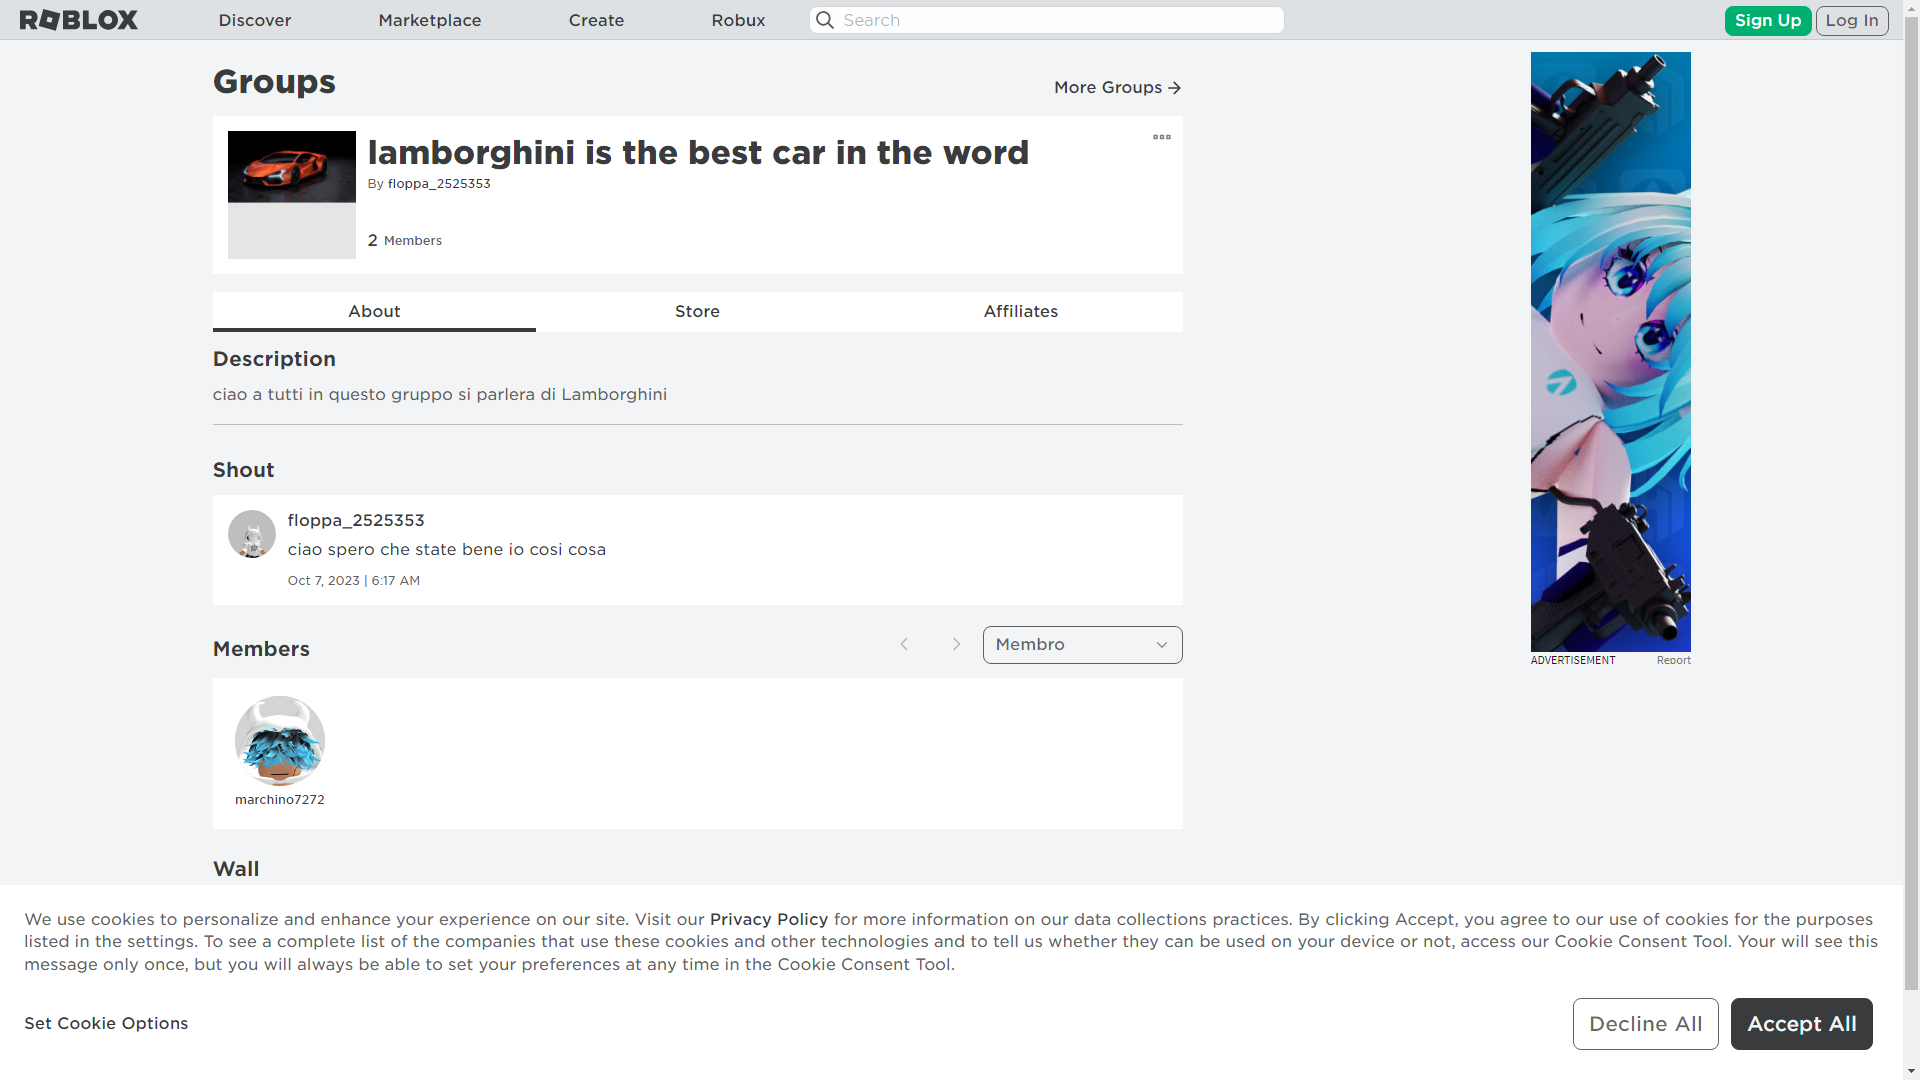 ROBLOX
Discover
Marketplace
Create
Robux
Search
Sign Up
Log In
Groups
More Groups
lamborghini is the best car in the word
By floppa_2525353
2 Members
About
Store
Affiliates
Description
ciao a tutti in questo gruppo si parlera di Lamborghini
Shout
floppa_2525353
ciao spero che state bene io cosi cosa
Oct 7, 2023 | 6:17 AM
Members
Membro
marchino7272
Wall
ADVERTISEMENT
Report
We use cookies to personalize and enhance your experience on our site. Visit our Privacy Policy for more information on our data collections practices. By clicking Accept, you agree to our use of cookies for the purposes
listed in the settings. To see a complete list of the companies that use these cookies and other technologies and to tell us whether they can be used on your device or not, access our Cookie Consent Tool. Your will see this
message only once, but you will always be able to set your preferences at any time in the Cookie Consent Tool.
Set Cookie Options
Decline All
Accept All